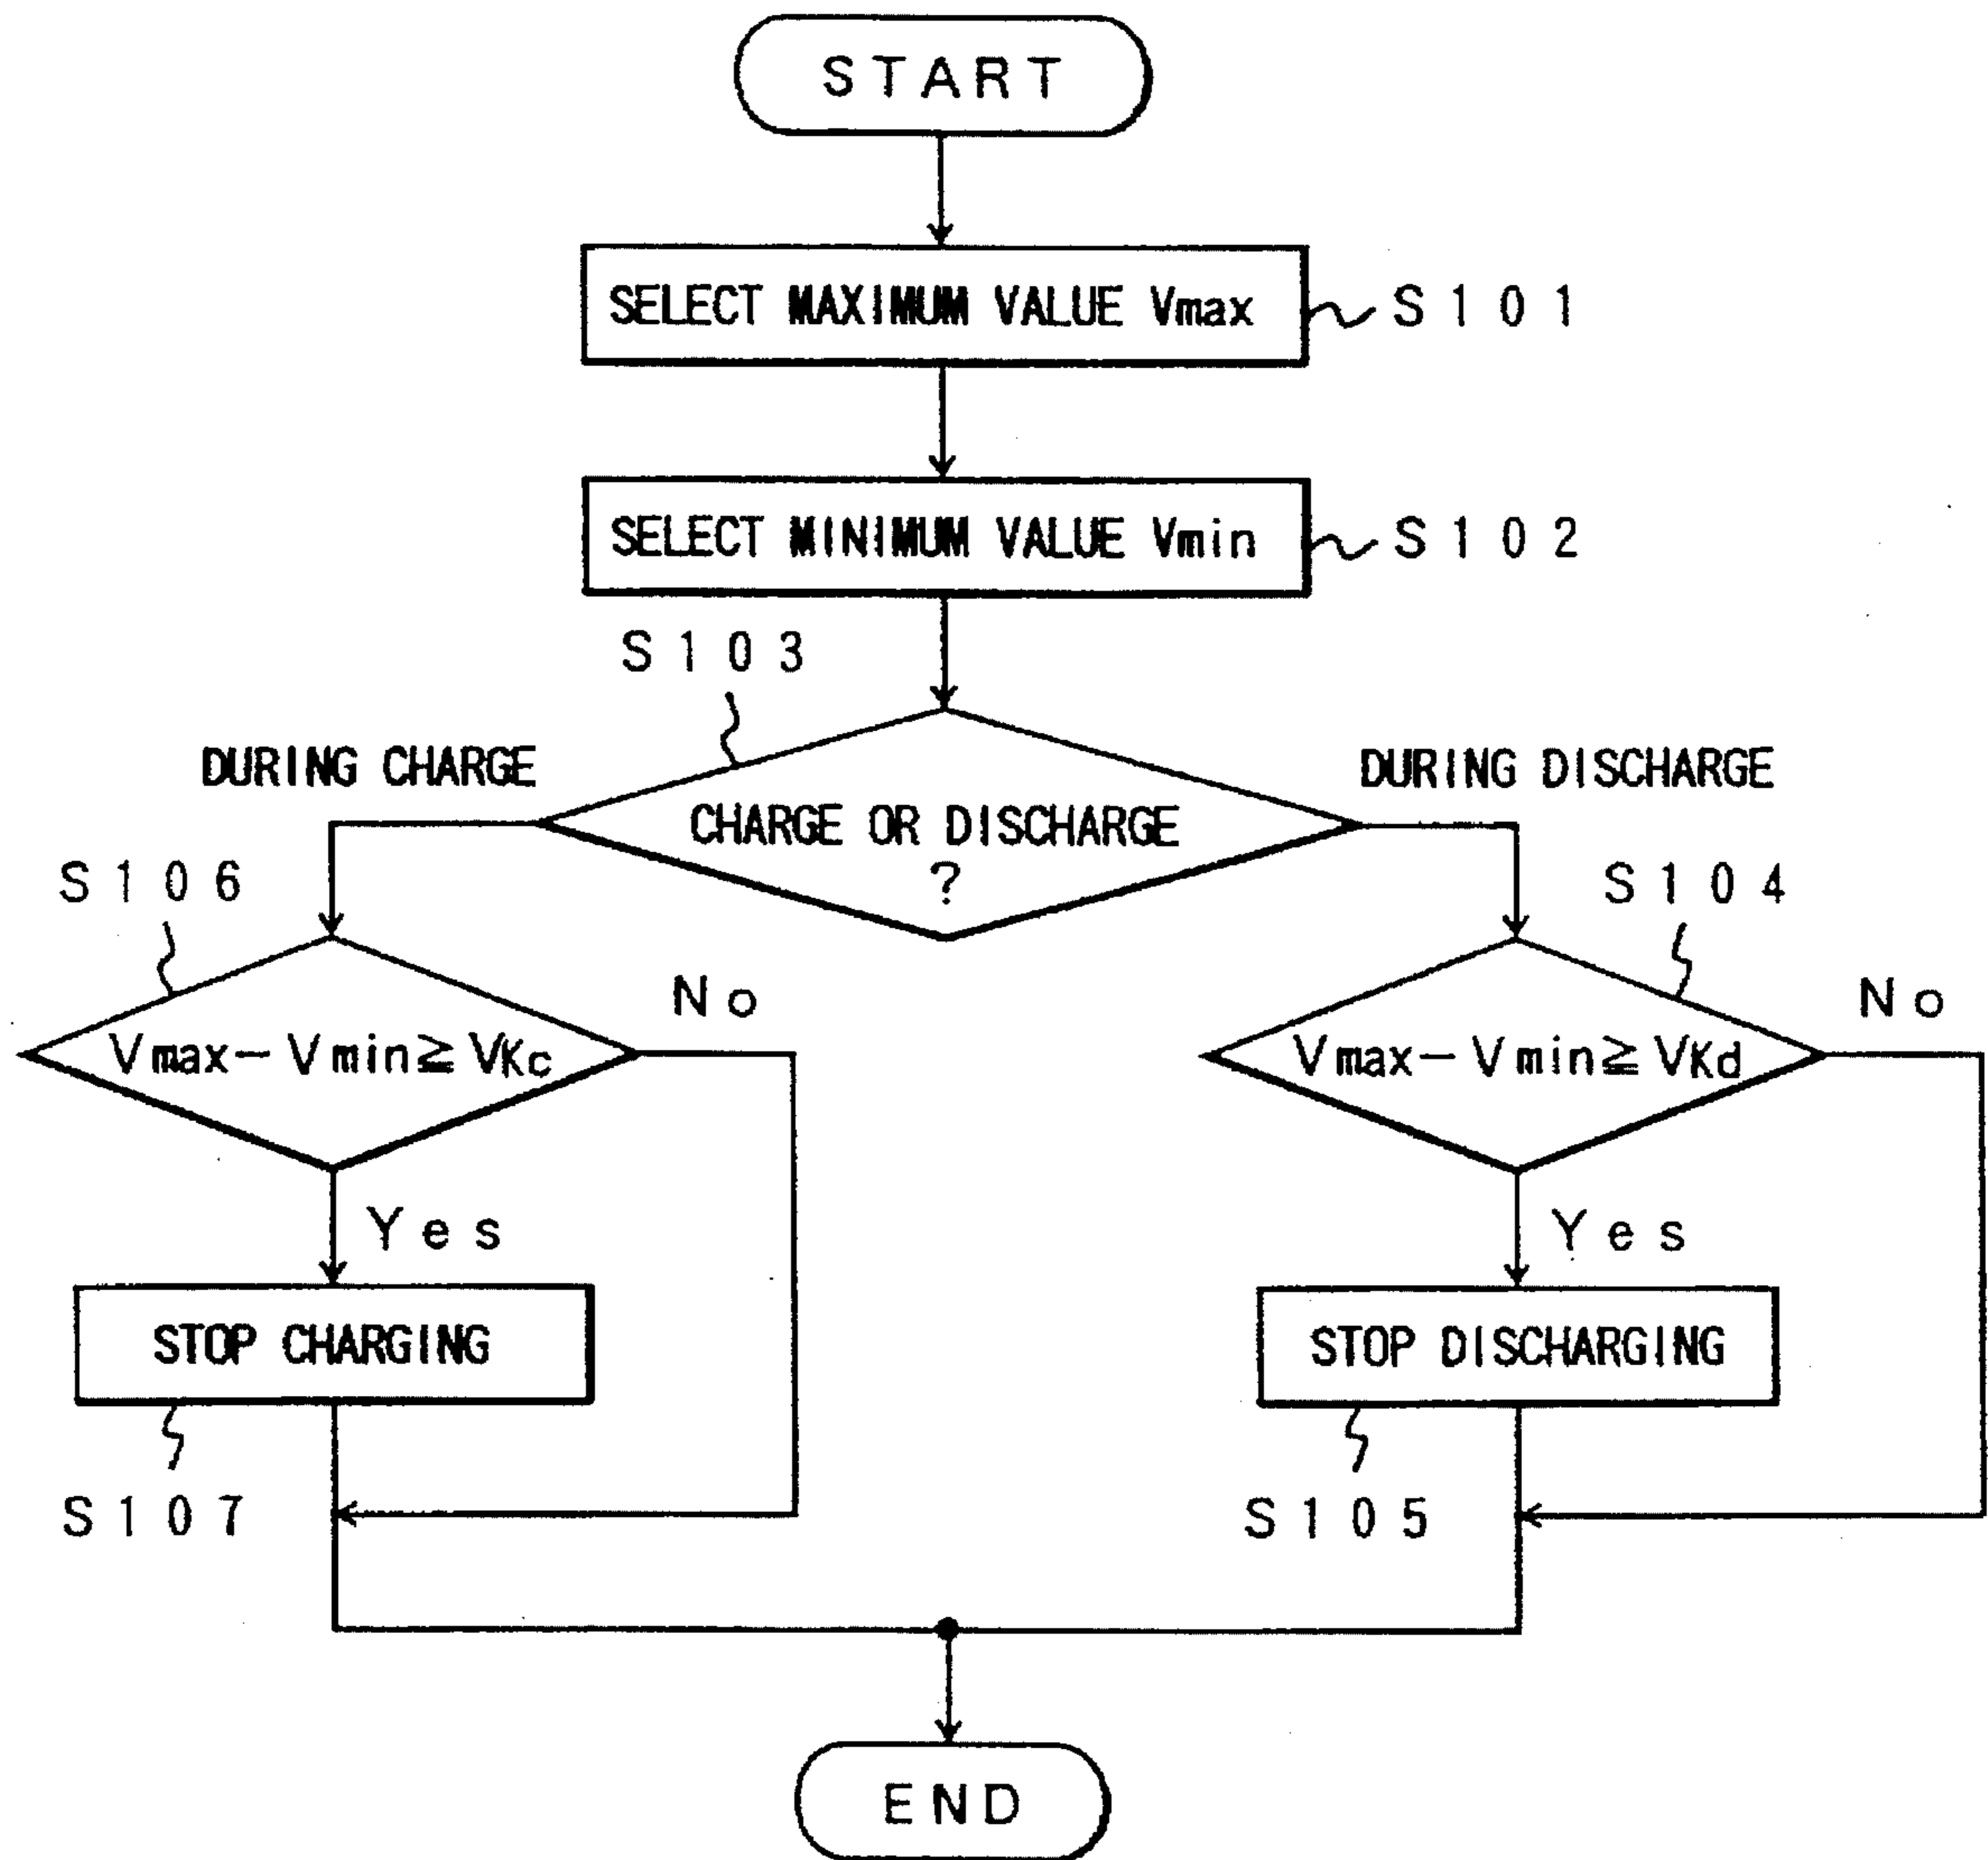 START
SELECT MAXIMUM VALUE Vmax
S101
SELECT MINIMUM VALUE Vmin
S102
S103
DURING CHARGE
DURING DISCHARGE
CHARGE OR DISCHARGE
?
S106
S104
Vmax－Vmin≧VKc
No
Vmax－Vmin≧VKd
No
Yes
Yes
STOP CHARGING
STOP DISCHARGING
S107
S105
END